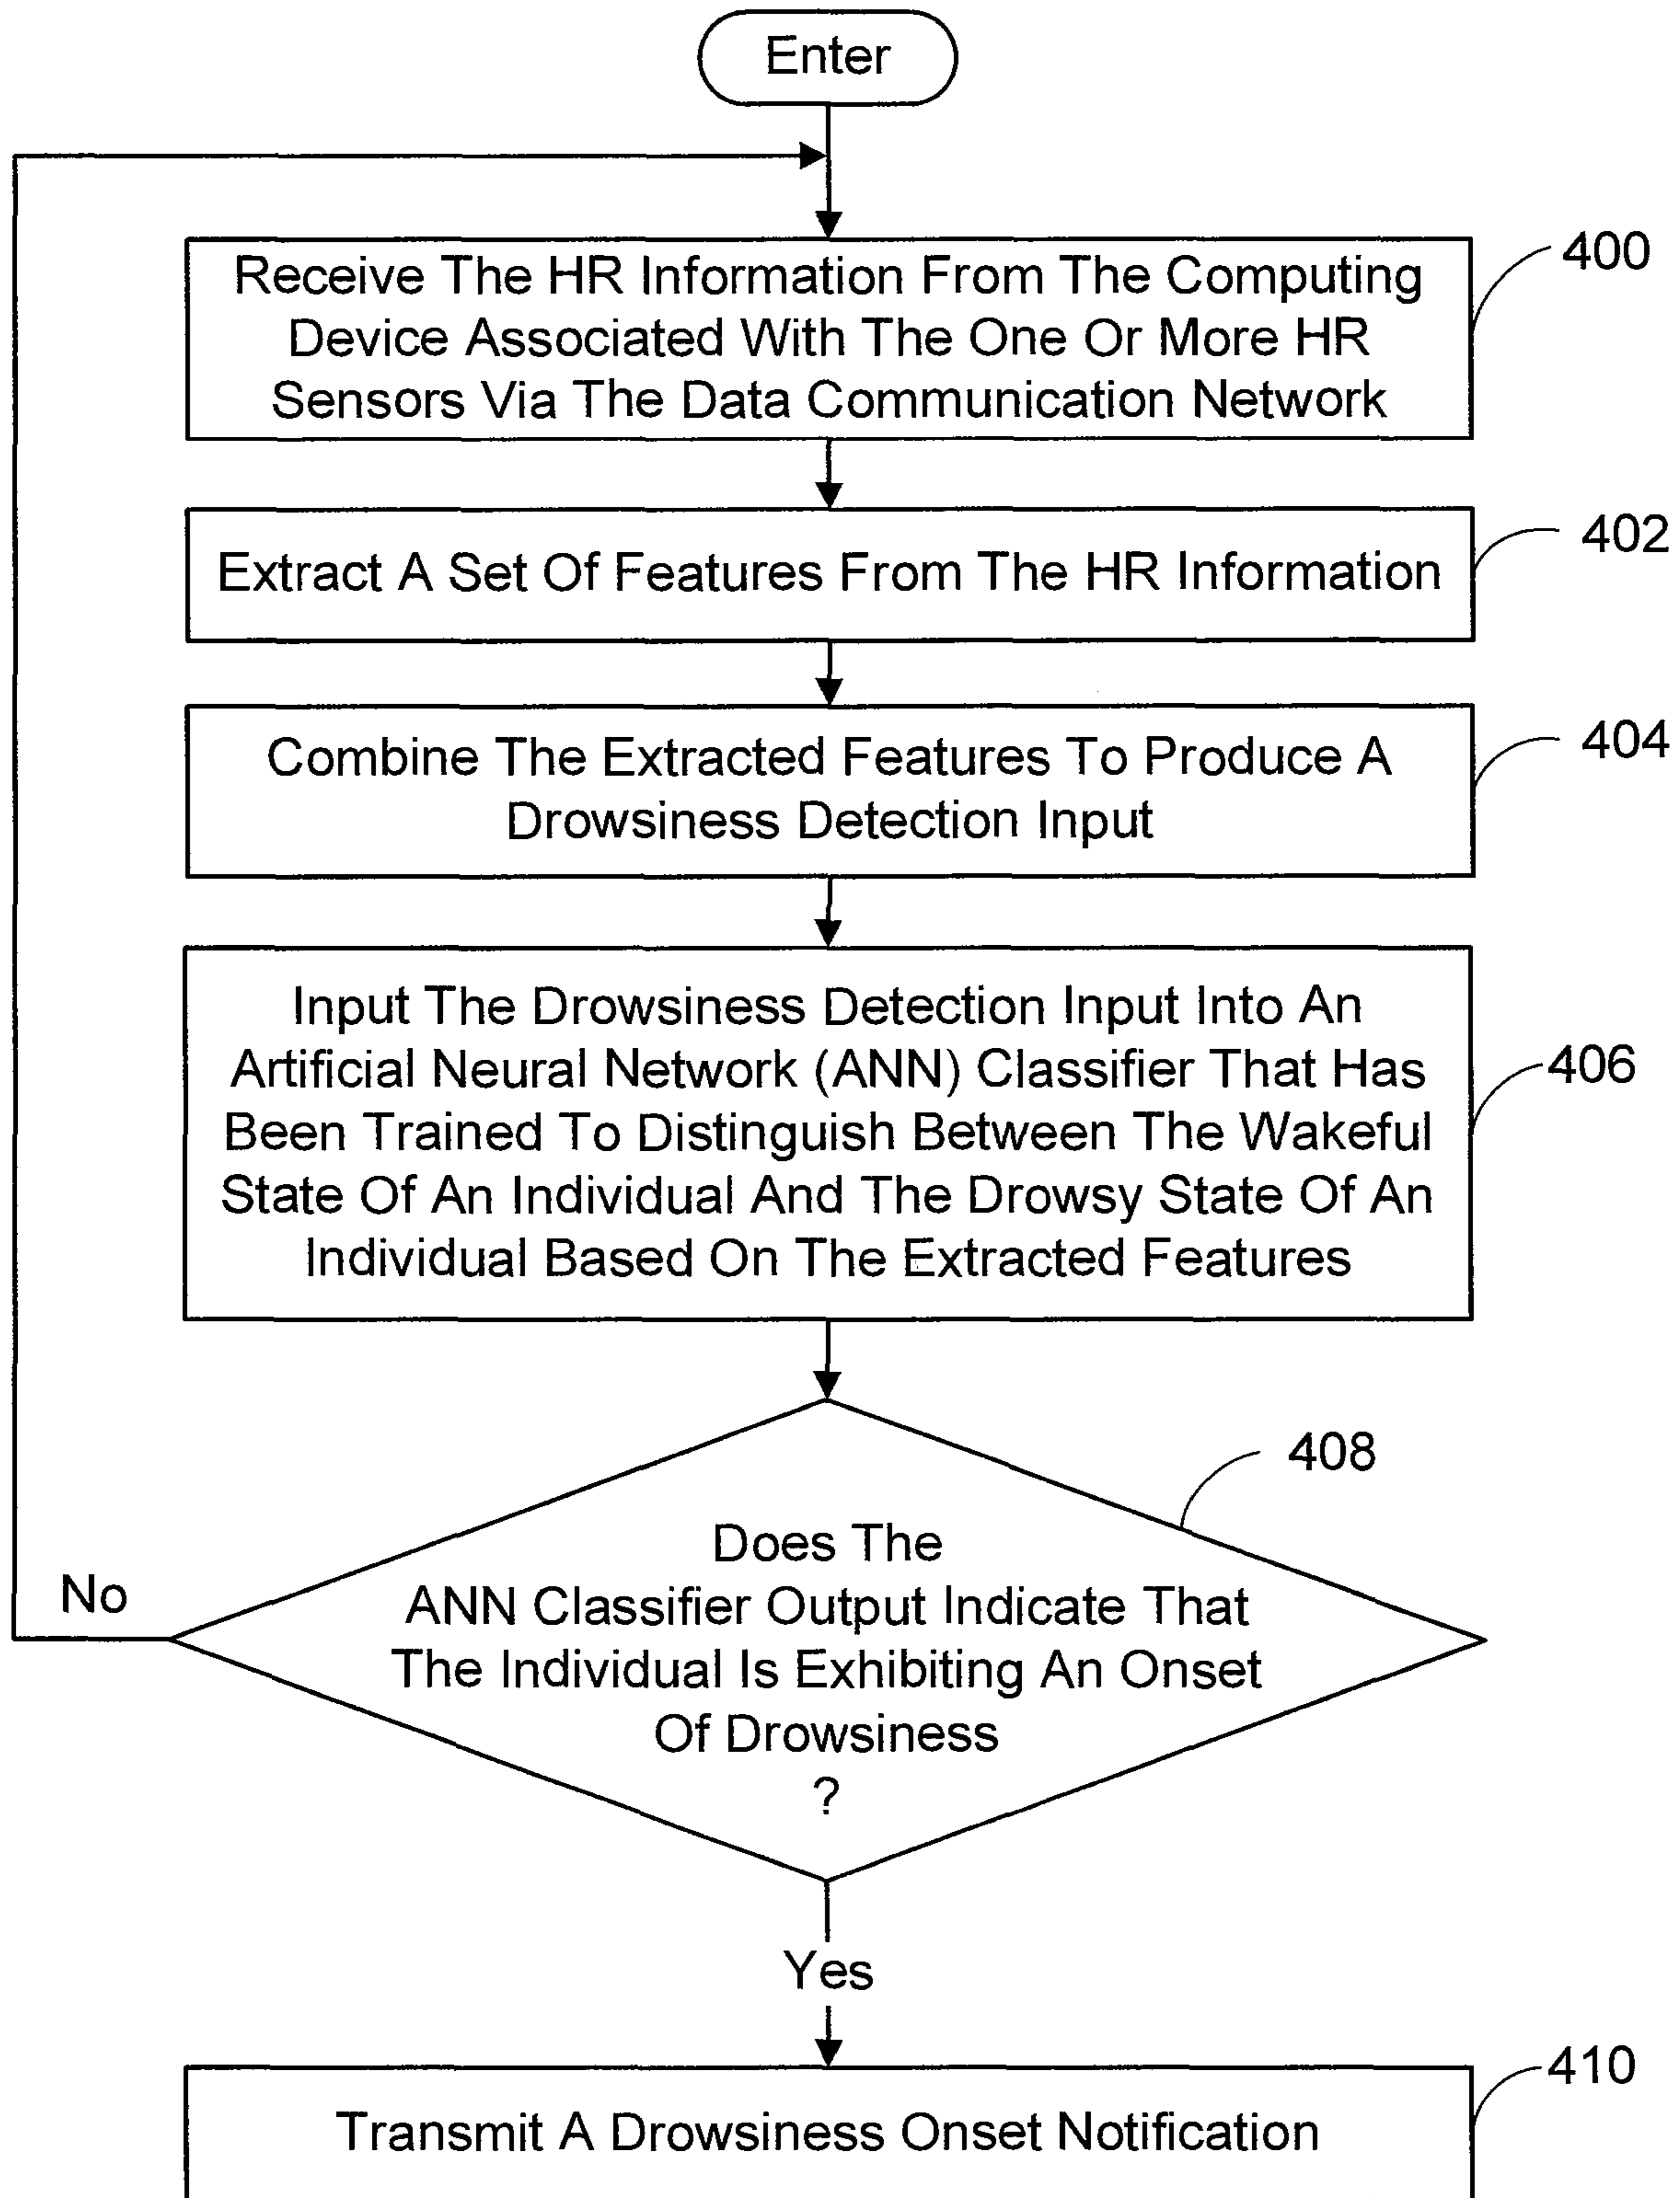 Enter
Receive The HR Information From The Computing
Device Associated With The One Or More HR
Sensors Via The Data Communication Network
400
Extract A Set Of Features From The HR Information
402
Combine The Extracted Features To Produce A
Drowsiness Detection Input
404
Input The Drowsiness Detection Input Into An
Artificial Neural Network (ANN) Classifier That Has
Been Trained To Distinguish Between The Wakeful
State Of An Individual And The Drowsy State Of An
Individual Based On The Extracted Features
406
408
Does The
ANN Classifier Output Indicate That
The Individual Is Exhibiting An Onset
Of Drowsiness
?
No
Yes
Transmit A Drowsiness Onset Notification
410